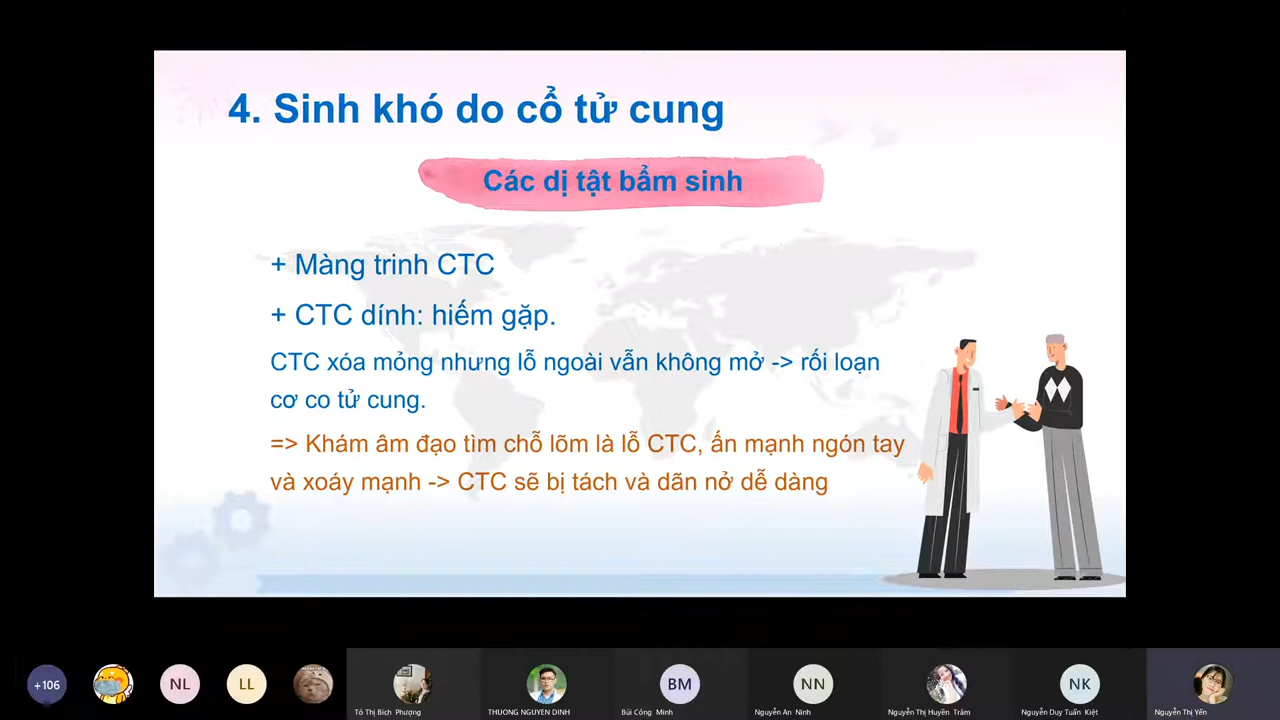 4. Sinh khó do cổ tử cung
Các dị tật bẩm sinh
+ Màng trinh CTC
+ CTC dính: hiếm gặp.
CTC xóa mỏng nhưng lỗ ngoài vẫn không mở -> rối loạn
cơ co tử cung.
=> Khám âm đạo tìm chỗ lõm là lỗ CTC, ấn mạnh ngón tay
và xoáy mạnh -> CTC sẽ bị tách và dãn nở dễ dàng
+106
NL
LL
BM
NN
NK
Tô Thị Bích Phượng
THUONG NGUYEN DINH
Bùi Công Minh
Nguyễn An Ninh
Nguyễn Thị Huyền Trâm
Nguyễn Duy Tuấn Kiệt
Nguyễn Thị Yến